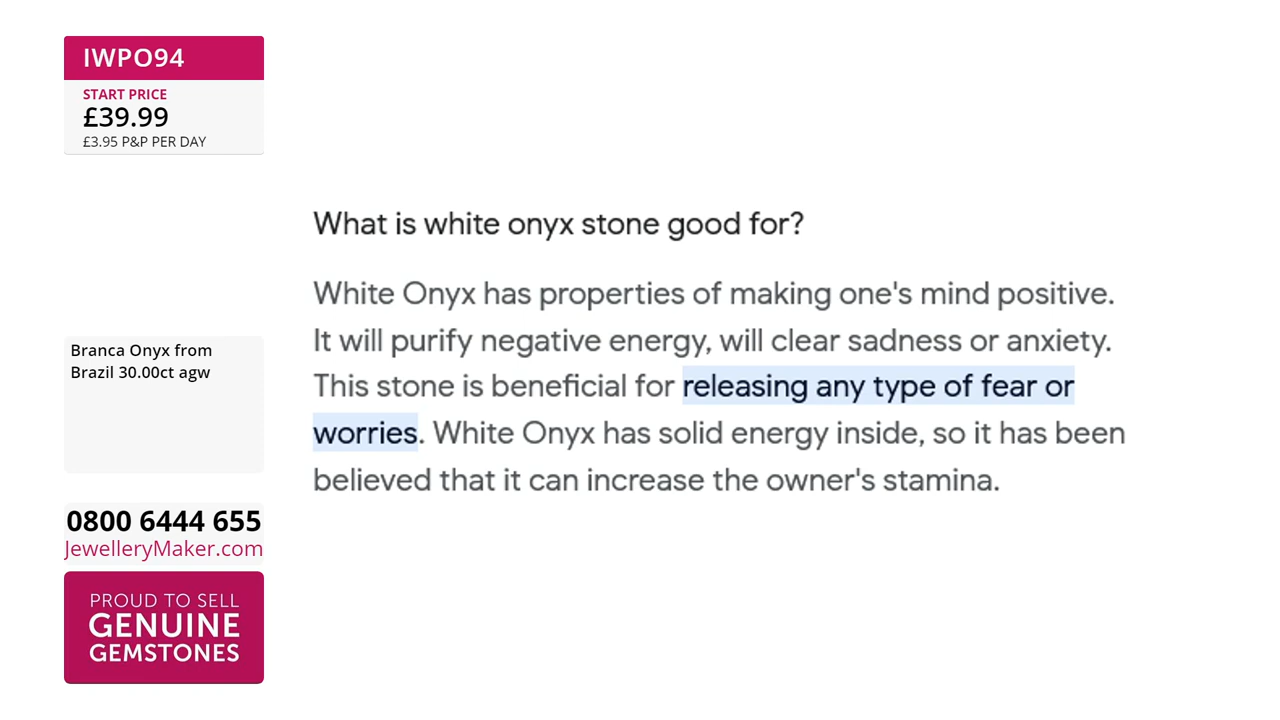 IWPO94
START PRICE
£39.99
£3.95 P&P PER DAY
What is white onyx stone good for?
White Onyx has properties of making one's mind positive.
It will purify negative energy, will clear sadness or anxiety.
This stone is beneficial for releasing any type of fear or
worries. White Onyx has solid energy inside, so it has been
believed that it can increase the owner's stamina.
Branca Onyx from
Brazil 30.00ct agw
0800 6444 655
JewelleryMaker.com
PROUD TO SELL
GENUINE
GEMSTONES